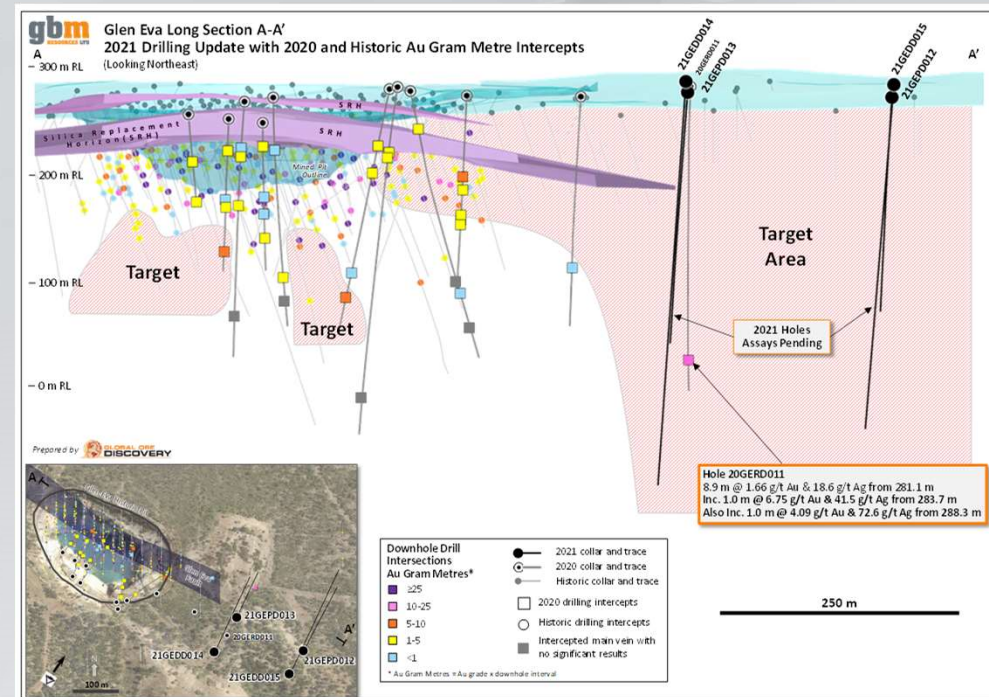 gbm
RESOURCES LTD
Glen Eva Long Section A-A'
2021 Drilling Update with 2020 and Historic Au Gram Metre Intercepts
(Looking Northeast)
A
A'
21GEDD014
20GERD011
21GEPD013
21GEDD015
21GEPD012
300 m RL
200 m RL
100 m RL
0 m RL
SRH
Silica Replacement
Horizon(SRH)
SRH
Mined Pit
Outline
Target
Target
Target
Area
2021 Holes
Assays Pending
Hole 20GERD011
8.9 m @ 1.66 g/t Au & 18.6 g/t Ag from 281.1 m
Inc. 1.0 m @ 6.75 g/t Au & 41.5 g/t Ag from 283.7 m
Also Inc. 1.0 m @ 4.09 g/t Au & 72.6 g/t Ag from 288.3 m
Prepared by
GLOBAL ORE
DISCOVERY
A
21GEPD013
20GERD011
21GEDD014
A'
21GEPD012
21GEDD015
N
100 m
Downhole Drill
Intersections
Au Gram Metres*
≥25
10-25
5-10
1-5
<1
2021 collar and trace
2020 collar and trace
Historic collar and trace
2020 drilling intercepts
Historic drilling intercepts
Intercepted main vein with
no significant results
* Au Gram Metres = Au grade x downhole interval
250 m